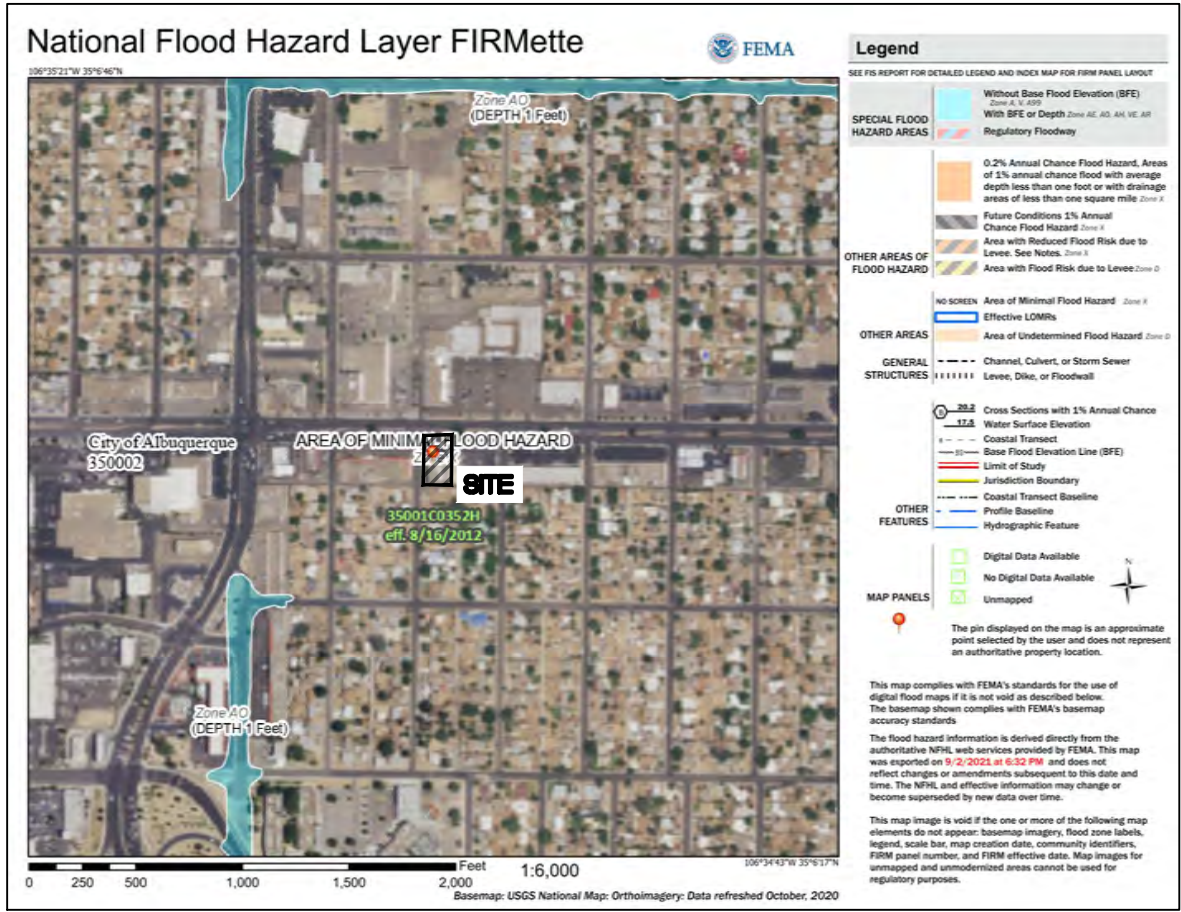 National Flood Hazard Layer FIRMette
FEMA
106°35'21"W 35°6'46"N
Zone AO
(DEPTH 1 Feet)
City of Albuquerque
350002
AREA OF MINIMAL FLOOD HAZARD
SITE
35001C0352H
eff. 8/16/2012
Zone AO
(DEPTH 1 Feet)
106°34'43"W 35°6'17"N
0 250 500 1,000 1,500 2,000
Feet
1:6,000
Basemap: USGS National Map: Orthoimagery: Data refreshed October, 2020
Legend
SEE FIS REPORT FOR DETAILED LEGEND AND INDEX MAP FOR FIRM PANEL LAYOUT
SPECIAL FLOOD
HAZARD AREAS
Without Base Flood Elevation (BFE)
Zone A, V, A99
With BFE or Depth Zone AE, AO, AH, VE, AR
Regulatory Floodway
OTHER AREAS OF
FLOOD HAZARD
0.2% Annual Chance Flood Hazard, Areas
of 1% annual chance flood with average
depth less than one foot or with drainage
areas of less than one square mile Zone X
Future Conditions 1% Annual
Chance Flood Hazard Zone X
Area with Reduced Flood Risk due to
Levee. See Notes. Zone X
Area with Flood Risk due to Levee Zone D
OTHER AREAS
NO SCREEN Area of Minimal Flood Hazard Zone X
Effective LOMRs
Area of Undetermined Flood Hazard Zone D
GENERAL
STRUCTURES
Channel, Culvert, or Storm Sewer
Levee, Dike, or Floodwall
OTHER
FEATURES
20.2 Cross Sections with 1% Annual Chance
17.5 Water Surface Elevation
Coastal Transect
Base Flood Elevation Line (BFE)
Limit of Study
Jurisdiction Boundary
Coastal Transect Baseline
Profile Baseline
Hydrographic Feature
MAP PANELS
Digital Data Available
No Digital Data Available
Unmapped
N
The pin displayed on the map is an approximate
point selected by the user and does not represent
an authoritative property location.
This map complies with FEMA's standards for the use of
digital flood maps if it is not void as described below.
The basemap shown complies with FEMA's basemap
accuracy standards
The flood hazard information is derived directly from the
authoritative NFHL web services provided by FEMA. This map
was exported on 9/2/2021 at 6:32 PM and does not
reflect changes or amendments subsequent to this date and
time. The NFHL and effective information may change or
become superseded by new data over time.
This map image is void if the one or more of the following map
elements do not appear: basemap imagery, flood zone labels,
legend, scale bar, map creation date, community identifiers,
FIRM panel number, and FIRM effective date. Map images for
unmapped and unmodernized areas cannot be used for
regulatory purposes.